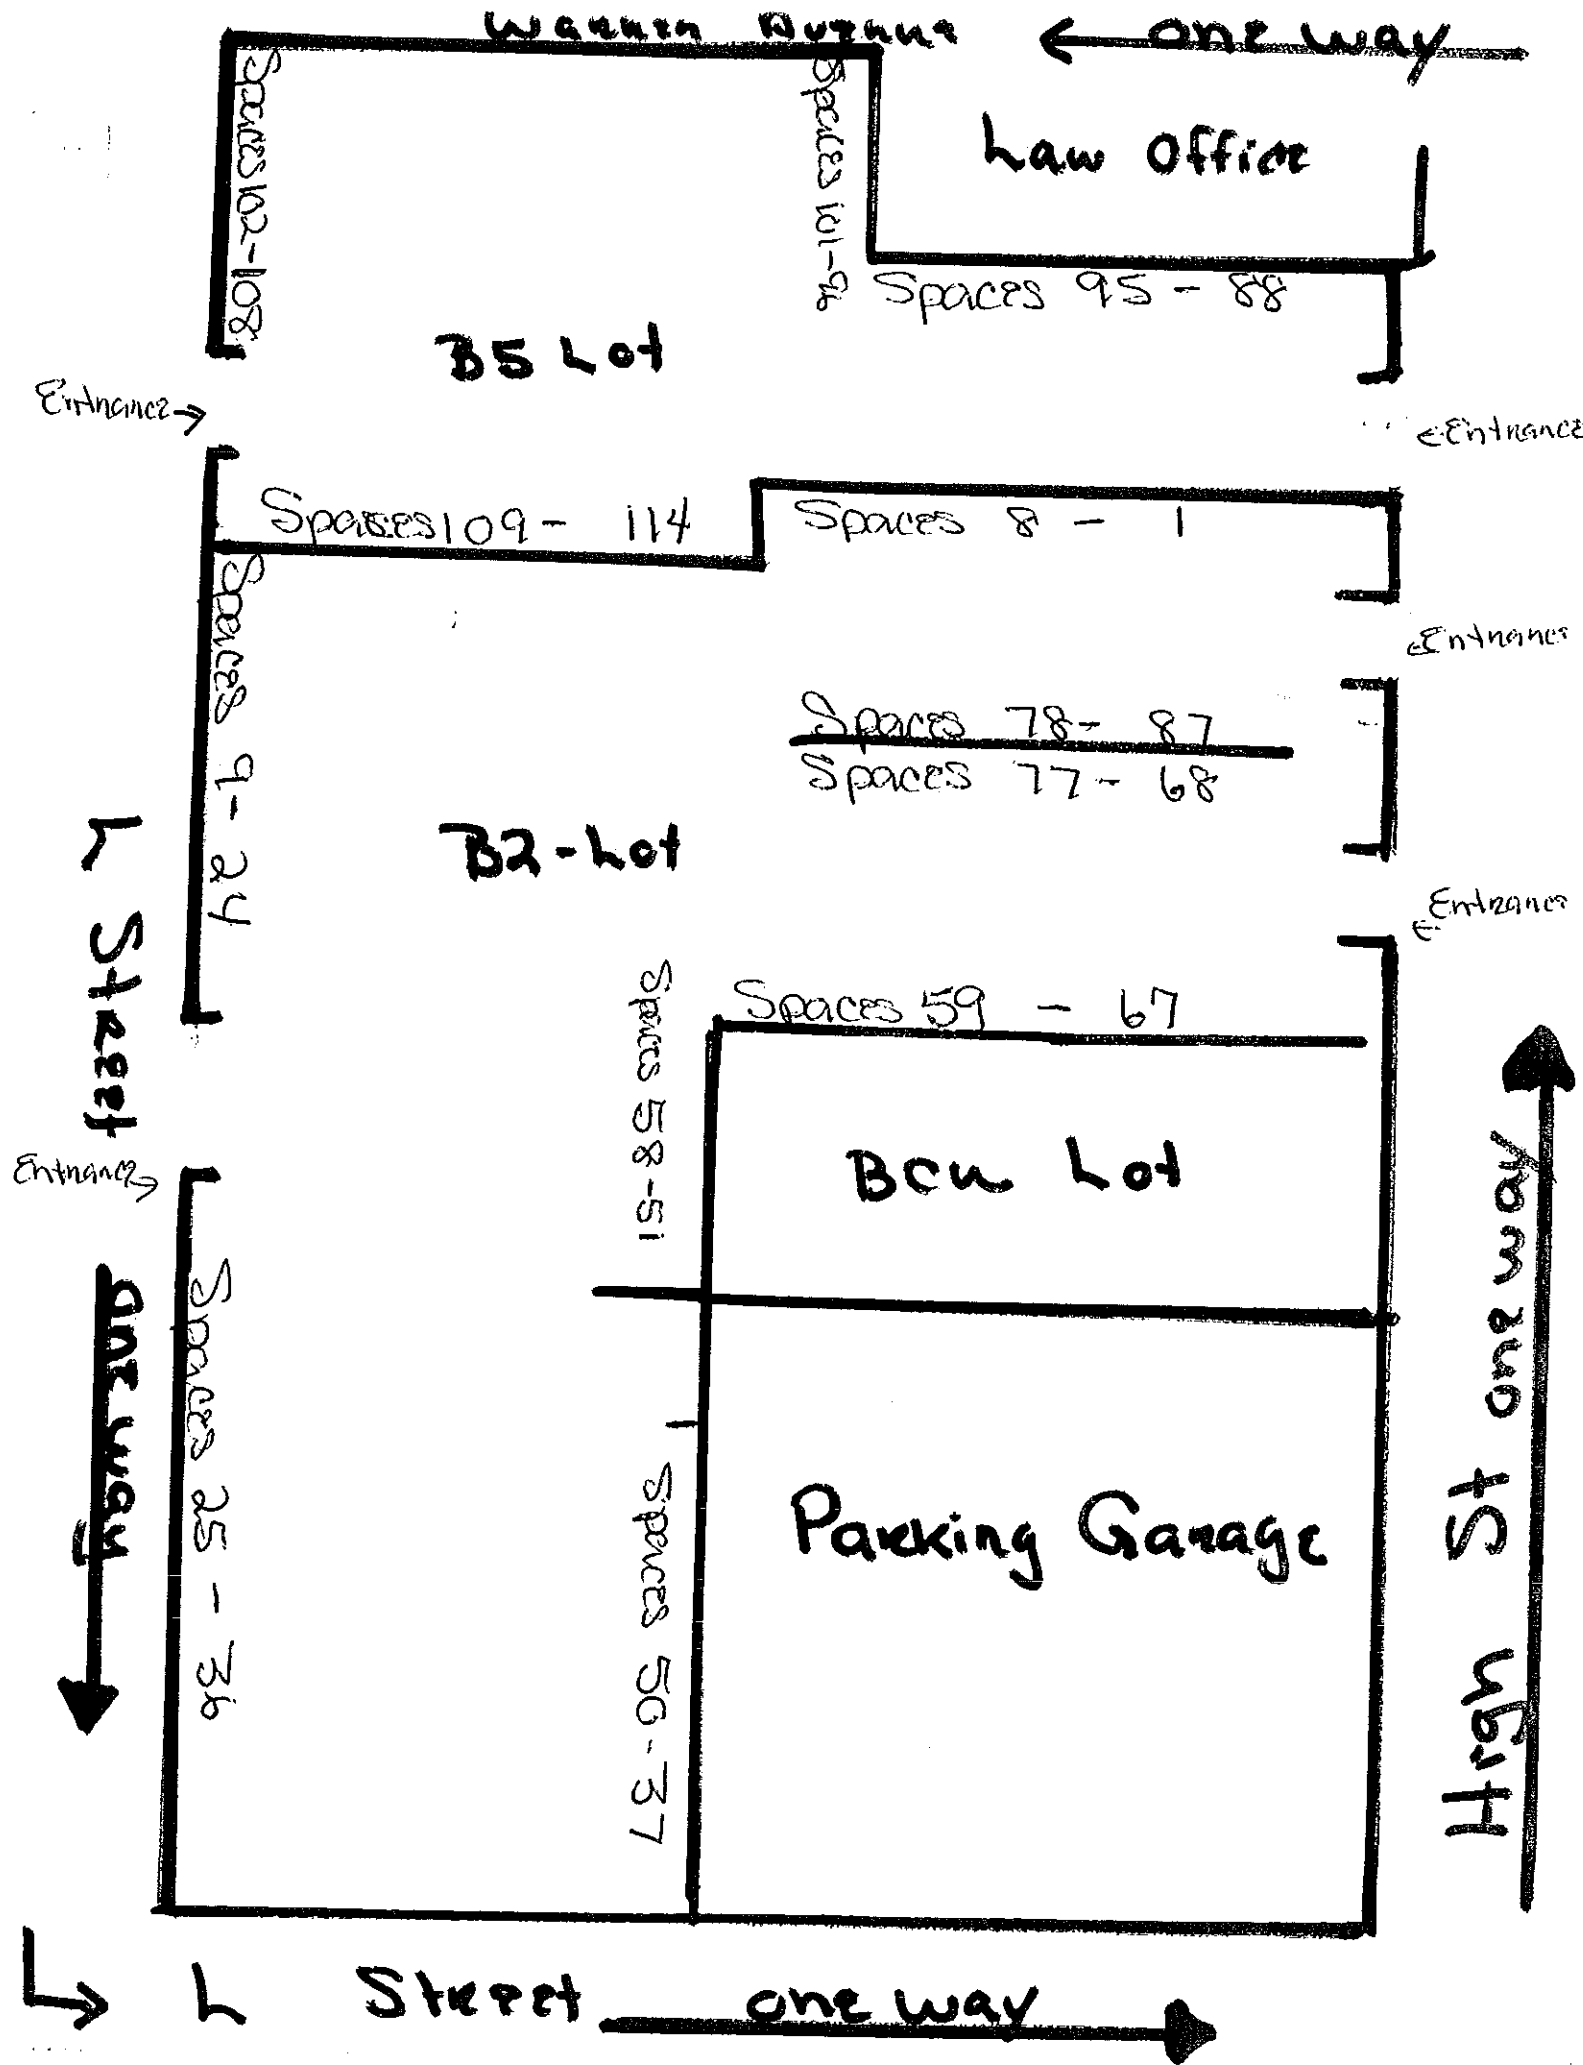 Warren Avenue ← one way
Law Office
Spaces 102-108
Spaces 101-96
Spaces 95 - 88
B5 Lot
Entrance →
← Entrance
Spaces 109 - 114
Spaces 8 - 1
← Entrance
Spaces 9 - 24
Spaces 78 - 87
Spaces 77 - 68
B2-Lot
← Entrance
L Street
one way
Spaces 59 - 67
Spaces 58-51
BCU Lot
Entrance →
Spaces 25 - 36
Spaces 50-37
Parking Garage
High St one way
L Street one way